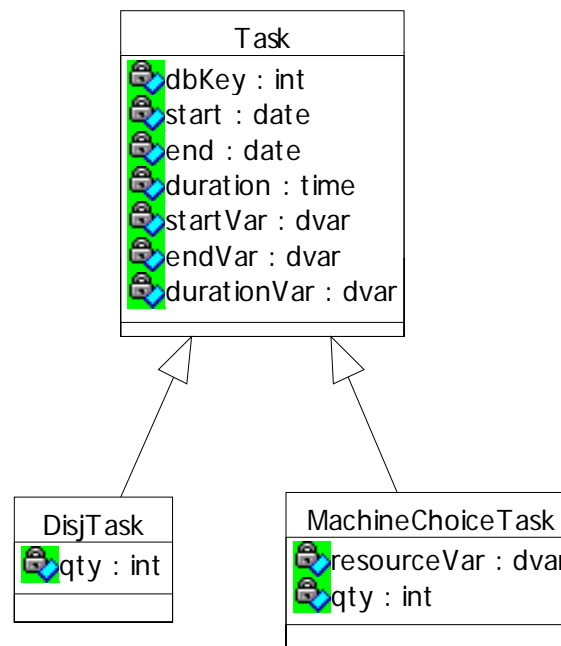 Task
dbKey : int
start : date
end : date
duration : time
startVar : dvar
endVar : dvar
durationVar : dvar
DisjTask
qty : int
MachineChoiceTask
resourceVar : dvar
qty : int